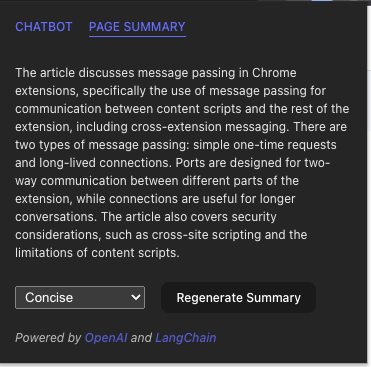 CHATBOT PAGE SUMMARY
The article discusses message passing in Chrome
extensions, specifically the use of message passing for
communication between content scripts and the rest of the
extension, including cross-extension messaging. There are
two types of message passing: simple one-time requests
and long-lived connections. Ports are designed for two-
way communication between different parts of the
extension, while connections are useful for longer
conversations. The article also covers security
considerations, such as cross-site scripting and the
limitations of content scripts.
Concise Regenerate Summary
Powered by OpenAI and LangChain